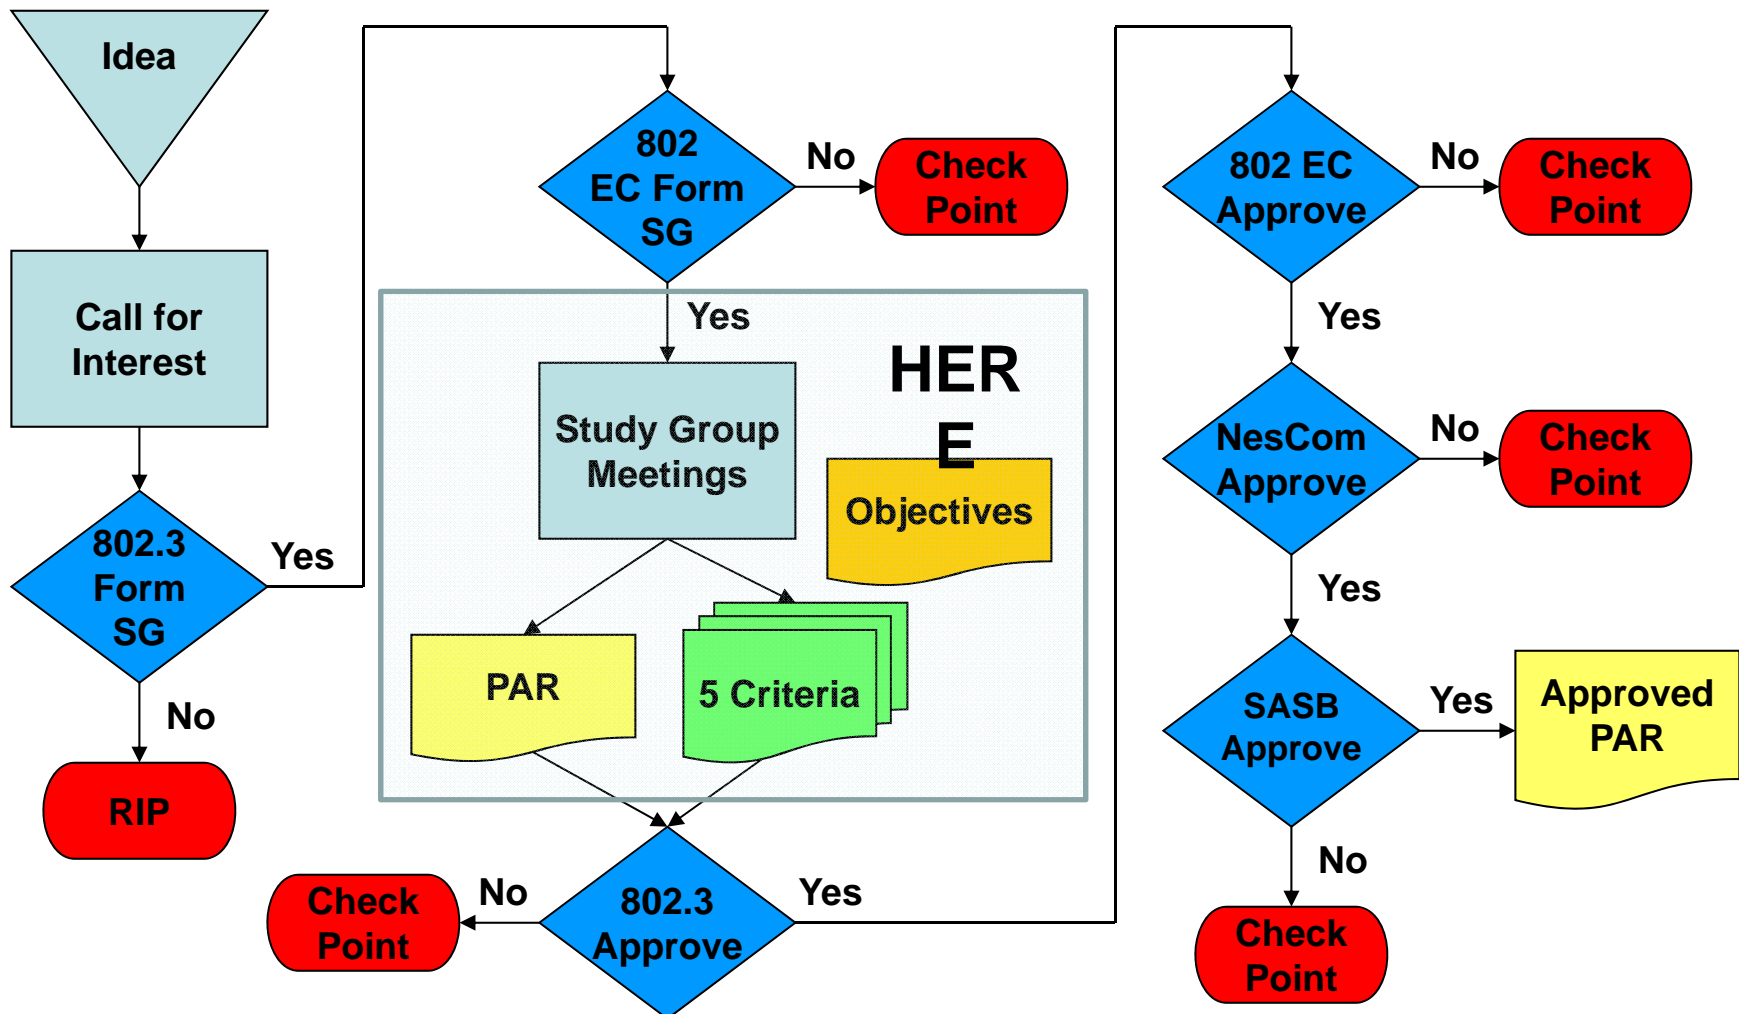 Idea
Call for
Interest
802.3
Form
SG
Yes
No
RIP
802
EC Form
SG
No
Check
Point
Yes
HER
E
Study Group
Meetings
Objectives
PAR
5 Criteria
802.3
Approve
No
Check
Point
Yes
802 EC
Approve
No
Check
Point
Yes
NesCom
Approve
No
Check
Point
Yes
SASB
Approve
Yes
Approved
PAR
No
Check
Point